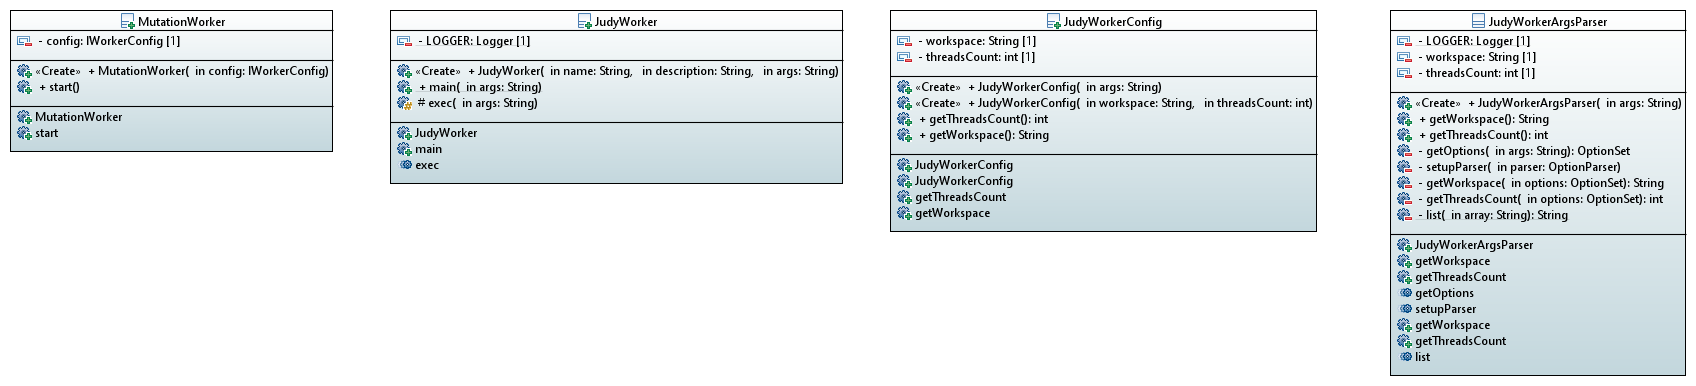 MutationWorker
- config: IWorkerConfig [1]
«Create» + MutationWorker( in config: IWorkerConfig)
+ start()
MutationWorker
start
JudyWorker
- LOGGER: Logger [1]
«Create» + JudyWorker( in name: String, in description: String, in args: String)
+ main( in args: String)
# exec( in args: String)
JudyWorker
main
exec
JudyWorkerConfig
- workspace: String [1]
- threadsCount: int [1]
«Create» + JudyWorkerConfig( in args: String)
«Create» + JudyWorkerConfig( in workspace: String, in threadsCount: int)
+ getThreadsCount(): int
+ getWorkspace(): String
JudyWorkerConfig
JudyWorkerConfig
getThreadsCount
getWorkspace
JudyWorkerArgsParser
- LOGGER: Logger [1]
- workspace: String [1]
- threadsCount: int [1]
«Create» + JudyWorkerArgsParser( in args: String)
+ getWorkspace(): String
+ getThreadsCount(): int
- getOptions( in args: String): OptionSet
- setupParser( in parser: OptionParser)
- getWorkspace( in options: OptionSet): String
- getThreadsCount( in options: OptionSet): int
- list( in array: String): String
JudyWorkerArgsParser
getWorkspace
getThreadsCount
getOptions
setupParser
getWorkspace
getThreadsCount
list